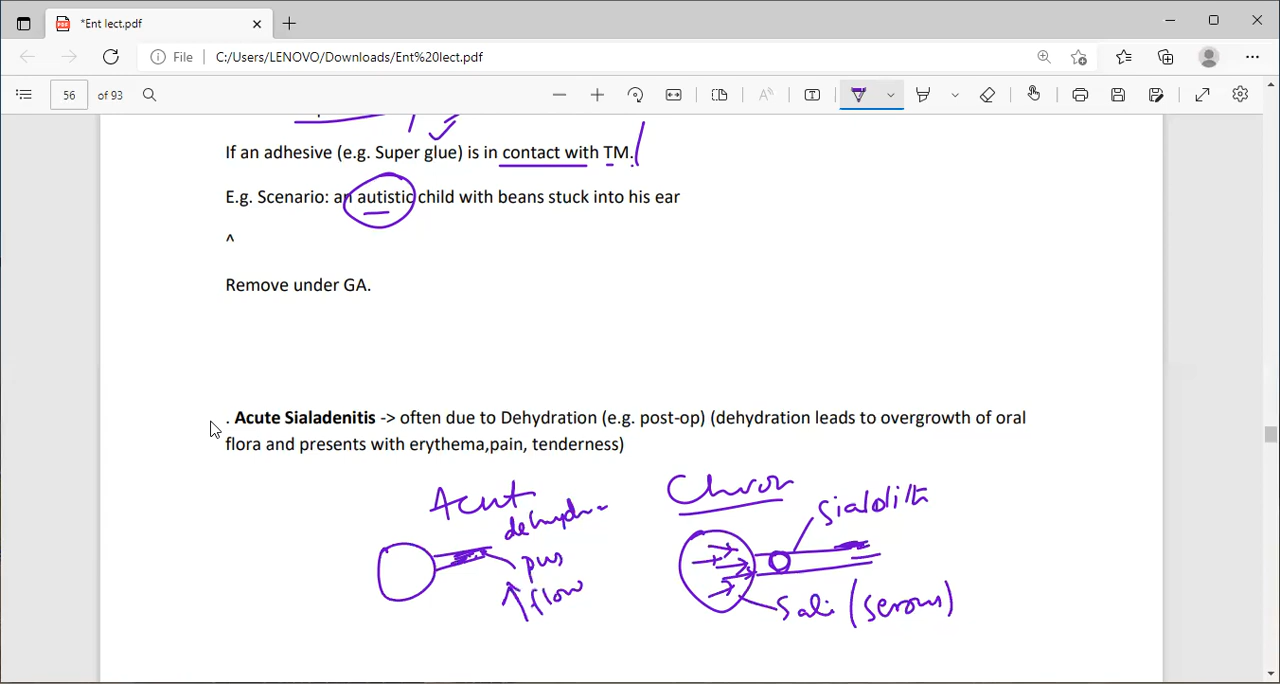 *Ent lect.pdf
File C:/Users/LENOVO/Downloads/Ent%20lect.pdf
56 of 93
If an adhesive (e.g. Super glue) is in contact with TM.
E.g. Scenario: an autistic child with beans stuck into his ear
^
Remove under GA.
. Acute Sialadenitis -> often due to Dehydration (e.g. post-op) (dehydration leads to overgrowth of oral
flora and presents with erythema,pain, tenderness)
Acut
dehydr
pus
↑flow
Chron
sialolith
Sali (serous)